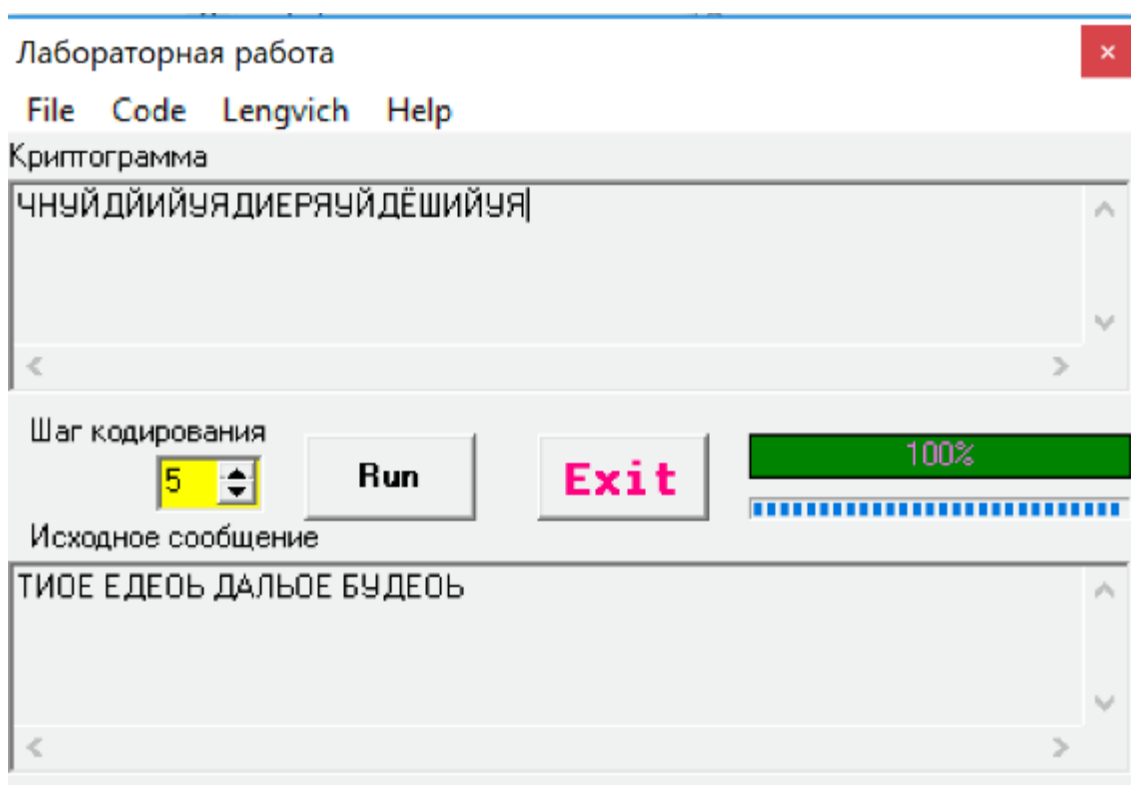 Лабораторная работа
File Code Lengvich Help
Криптограмма
ЧНУЙДЙИЙУЯДИЕРЯУЙДЁШИЙУЯ
Шаг кодирования
5 Run Exit 100%
Исходное сообщение
ТИОЕ ЕДЕОЬ ДАЛЬОЕ БУДЕОЬ